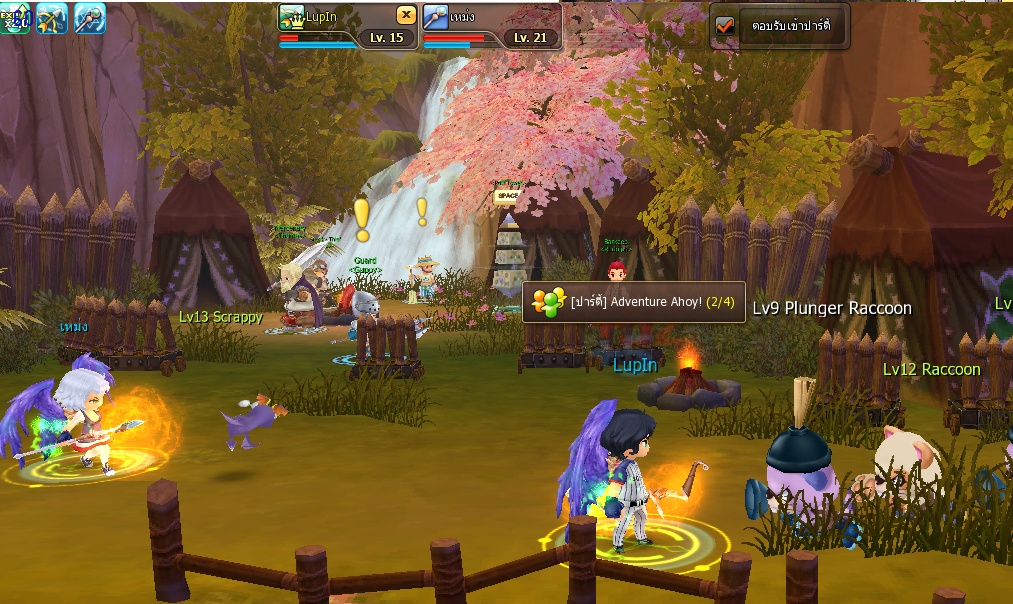 LupIn
Lv. 15
เหม่ง
Lv. 21
ตอบรับเข้าปาร์ตี้
SPACE
Guard
<Guppy>
[ปาร์ตี้] Adventure Ahoy! (2/4)
Lv9 Plunger Raccoon
Lv
Lv13 Scrappy
เหม่ง
LupIn
Lv12 Raccoon